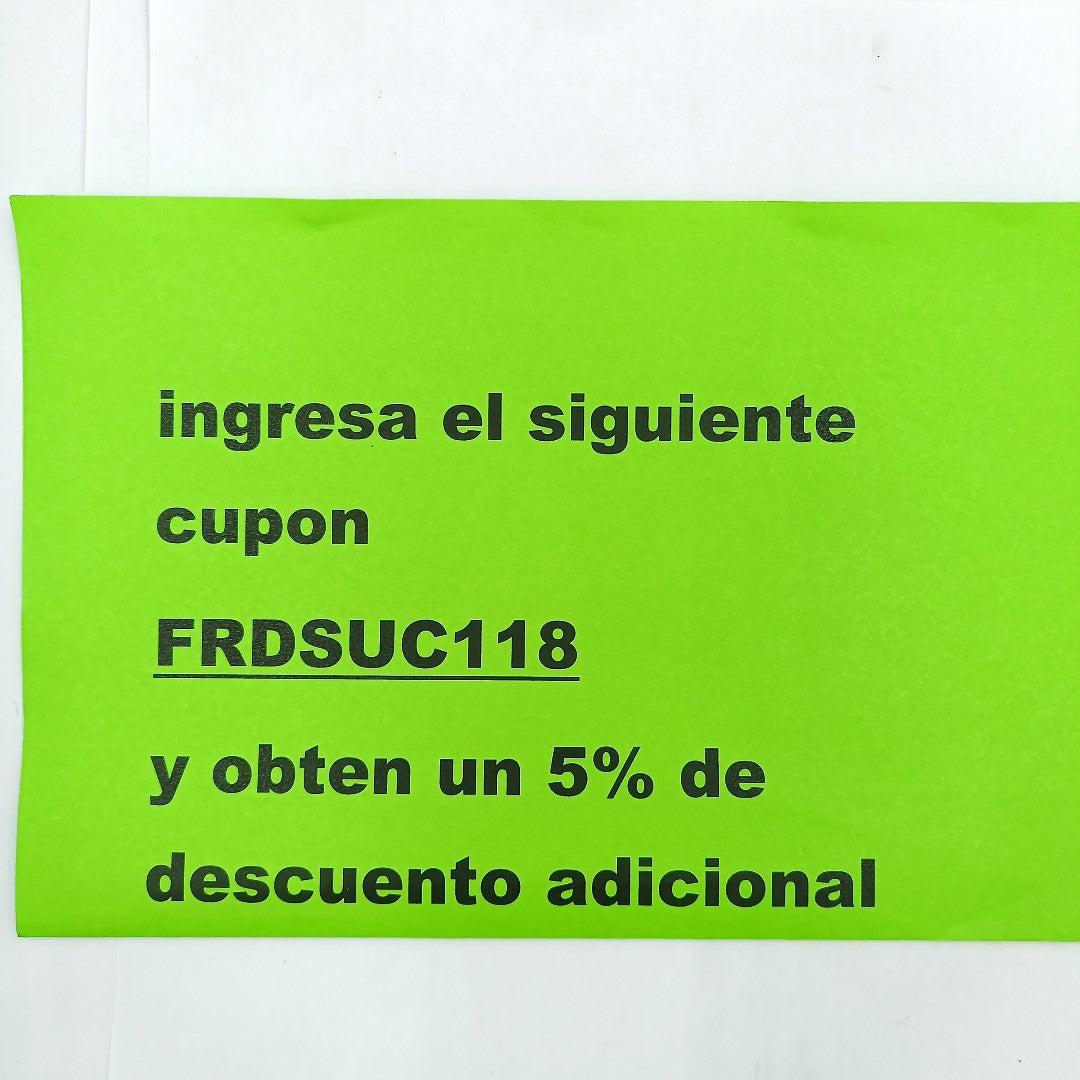 ingresa el siguiente
cupon
FRDSUC118
y obten un 5% de
descuento adicional